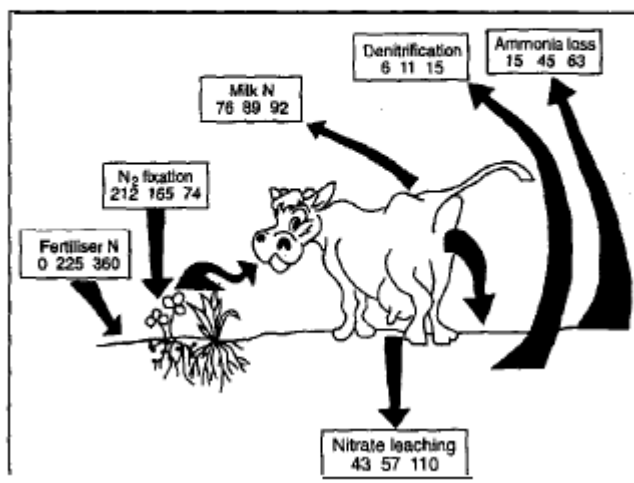 Denitrification
6 11 15
Ammonia loss
15 45 63
Milk N
76 89 92
N₂ fixation
212 165 74
Fertiliser N
0 225 360
Nitrate leaching
43 57 110